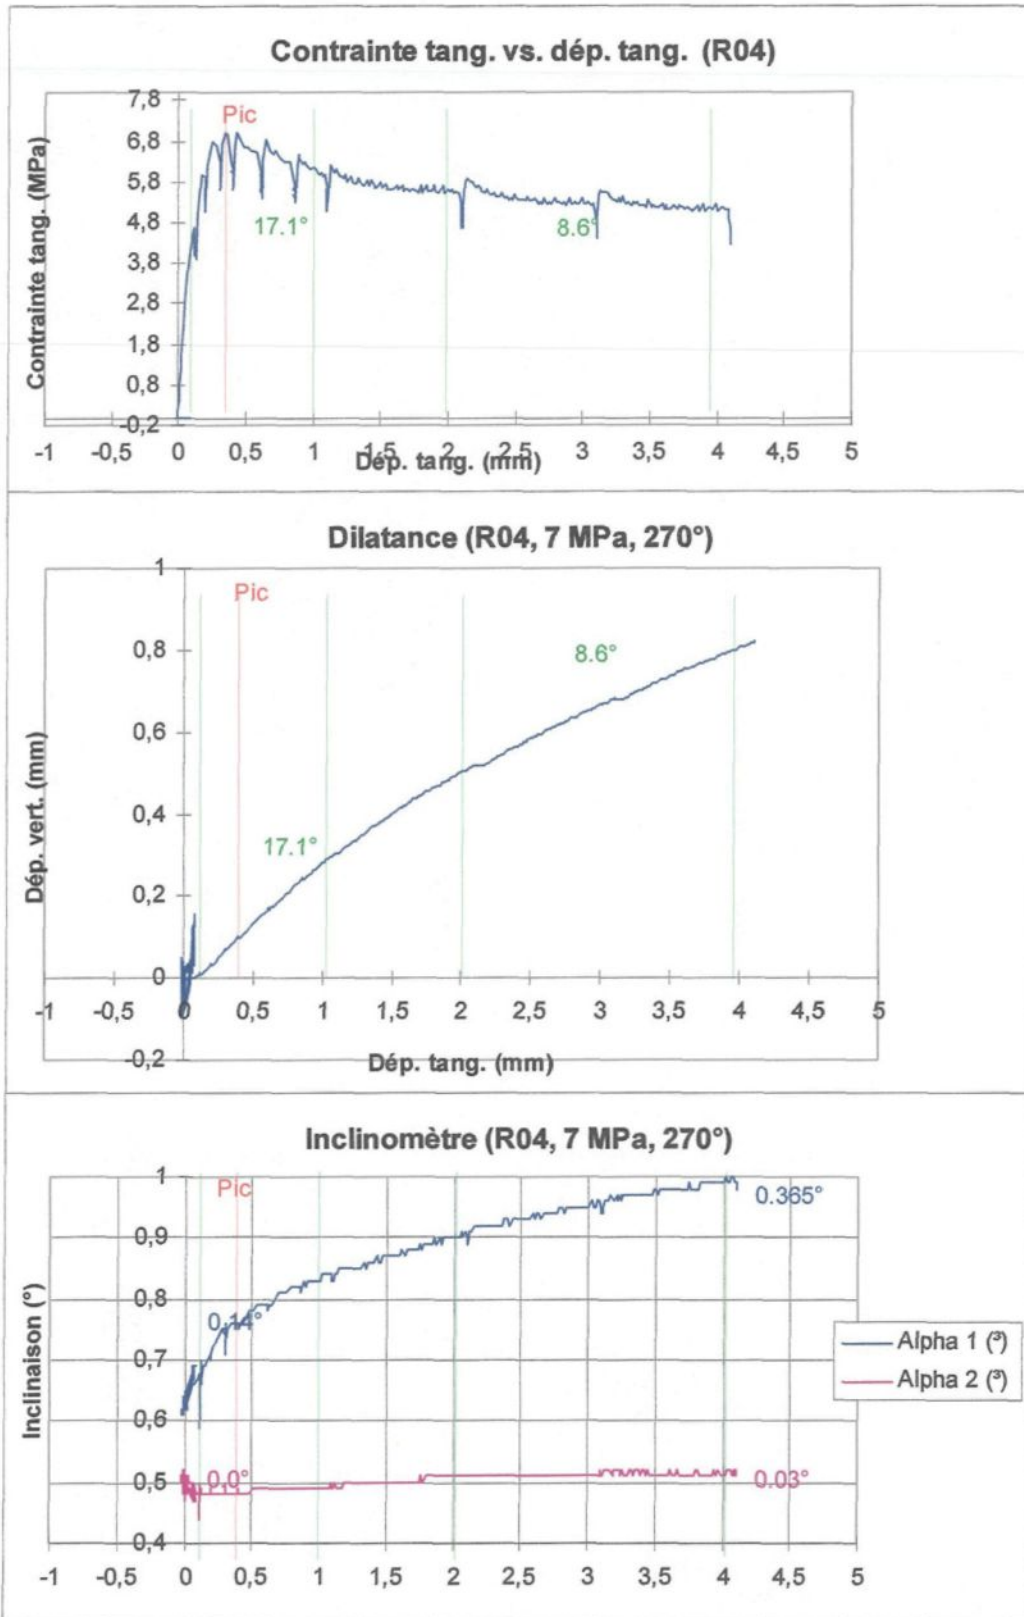 Contrainte tang. vs. dép. tang. (R04)
Contrainte tang. (MPa)
7,8
6,8
5,8
4,8
3,8
2,8
1,8
0,8
-0,2
Pic
17.1°
8.6°
-1 -0,5 0 0,5 1 1,5 2 2,5 3 3,5 4 4,5 5
Dép. tang. (mm)
Dilatance (R04, 7 MPa, 270°)
Dép. vert. (mm)
1
0,8
0,6
0,4
0,2
0
-0,2
Pic
8.6°
17.1°
-1 -0,5 0 0,5 1 1,5 2 2,5 3 3,5 4 4,5 5
Dép. tang. (mm)
Inclinomètre (R04, 7 MPa, 270°)
Inclinaison (°)
1
0,9
0,8
0,7
0,6
0,5
0,4
Pic
0.365°
0.14°
0.0°
0.03°
Alpha 1 (³)
Alpha 2 (³)
-1 -0,5 0 0,5 1 1,5 2 2,5 3 3,5 4 4,5 5